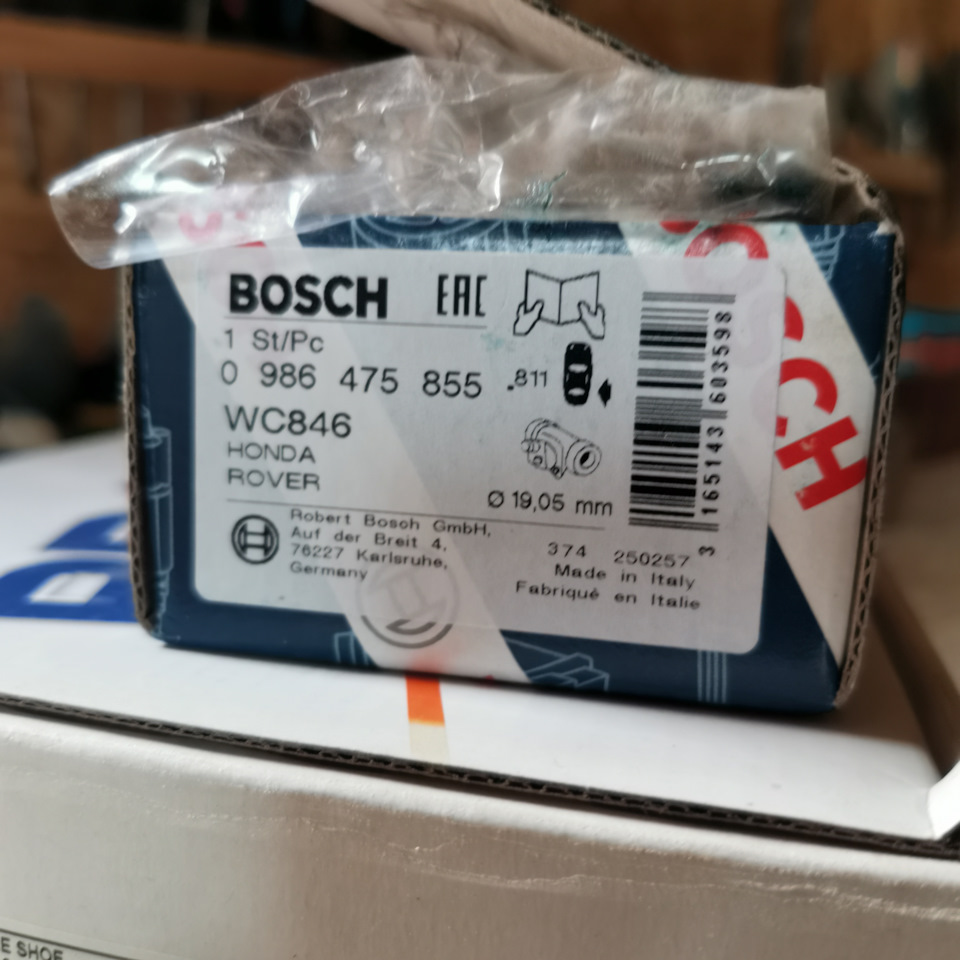 BOSCH EAC
1 St/Pc
0 986 475 855
.811
WC846
HONDA
ROVER
Ø 19,05 mm
Robert Bosch GmbH,
Auf der Breit 4,
76227 Karlsruhe,
Germany
374 250257
Made in Italy
Fabriqué en Italie
3 165143 603598
BOSCH
E SHOE